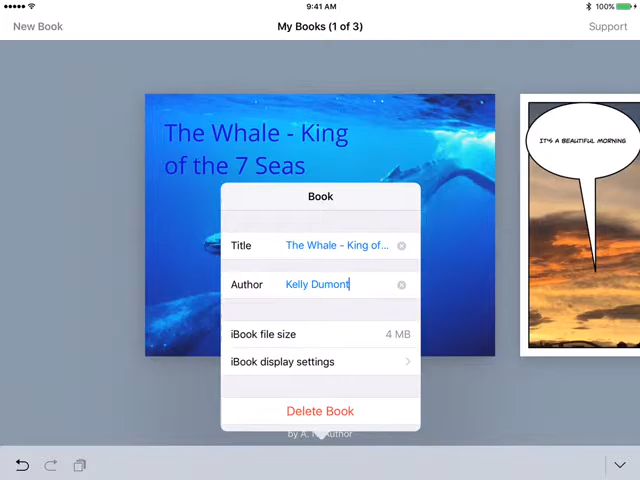 9:41 AM
100%
New Book
My Books (1 of 3)
Support
The Whale - King
of the 7 Seas
IT'S A BEAUTIFUL MORNING
Book
Title The Whale - King of...
Author Kelly Dumont
iBook file size 4 MB
iBook display settings
Delete Book
by A. Author